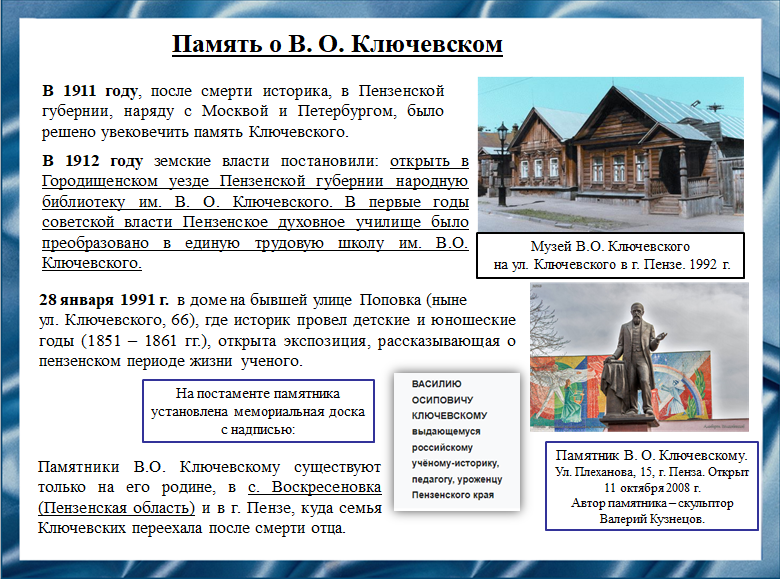 Память о В. О. Ключевском
В 1911 году, после смерти историка, в Пензенской
губернии, наряду с Москвой и Петербургом, было
решено увековечить память Ключевского.
В 1912 году земские власти постановили: открыть в
Городищенском уезде Пензенской губернии народную
библиотеку им. В. О. Ключевского. В первые годы
советской власти Пензенское духовное училище было
преобразовано в единую трудовую школу им. В.О.
Ключевского.
Музей В.О. Ключевского
на ул. Ключевского в г. Пензе. 1992 г.
28 января 1991 г. в доме на бывшей улице Поповка (ныне
ул. Ключевского, 66), где историк провел детские и юношеские
годы (1851 – 1861 гг.), открыта экспозиция, рассказывающая о
пензенском периоде жизни ученого.
На постаменте памятника
установлена мемориальная доска
с надписью:
ВАСИЛИЮ
ОСИПОВИЧУ
КЛЮЧЕВСКОМУ
выдающемуся
российскому
учёному-историку,
педагогу, уроженцу
Пензенского края
Памятник В. О. Ключевскому.
Ул. Плеханова, 15, г. Пенза. Открыт
11 октября 2008 г.
Автор памятника – скульптор
Валерий Кузнецов.
Памятники В.О. Ключевскому существуют
только на его родине, в с. Воскресеновка
(Пензенская область) и в г. Пензе, куда семья
Ключевских переехала после смерти отца.